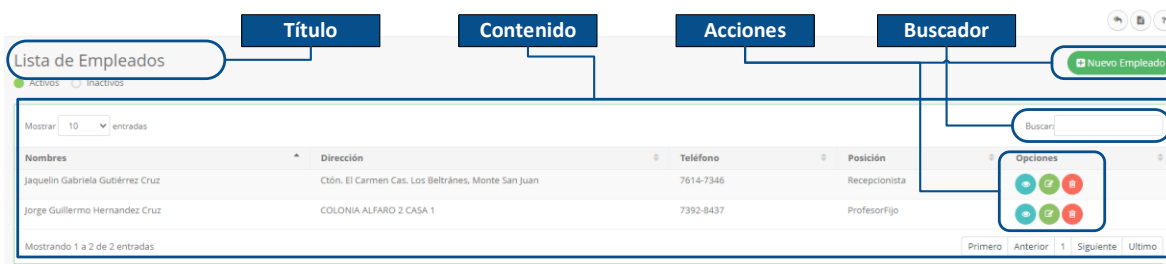 Título
Contenido
Acciones
Buscador
Lista de Empleados
Nuevo Empleado
Activos Inactivos
Mostrar 10 entradas
Buscar:
Nombres Dirección Teléfono Posición Opciones
Jaquelin Gabriela Gutiérrez Cruz Ctón. El Carmen Cas. Los Beltránes, Monte San Juan 7614-7346 Recepcionista
Jorge Guillermo Hernandez Cruz COLONIA ALFARO 2 CASA 1 7392-8437 ProfesorFijo
Mostrando 1 a 2 de 2 entradas
Primero Anterior 1 Siguiente Ultimo